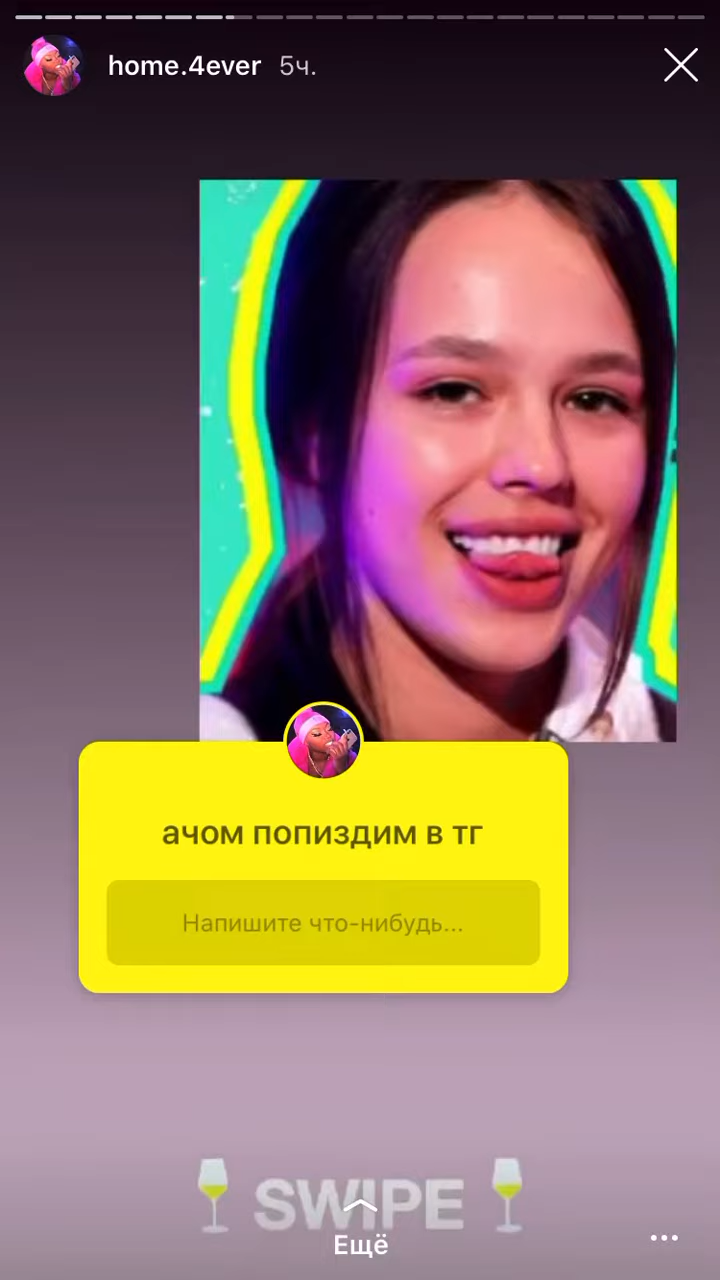 home.4ever 5ч.
ачом попиздим в тг
Напишите что-нибудь...
SWIPE
Ещё